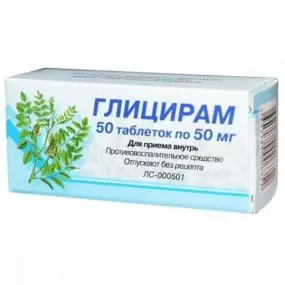 ГЛИЦИРАМ
50 таблеток по 50 мг
Для приема внутрь
Противовоспалительное средство
Отпускают без рецепта
ЛС-000501